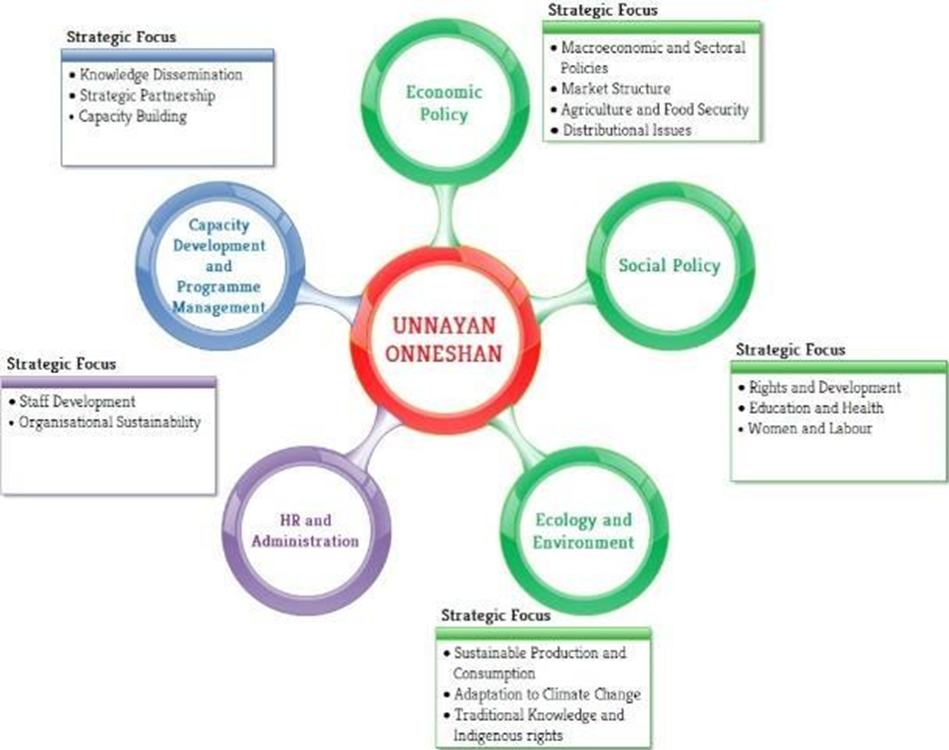 Strategic Focus
• Knowledge Dissemination
• Strategic Partnership
• Capacity Building
Economic
Policy
Strategic Focus
• Macroeconomic and Sectoral
Policies
• Market Structure
• Agriculture and Food Security
• Distributional Issues
Capacity
Development
and
Programme
Management
Social Policy
UNNAYAN
ONNESHAN
Strategic Focus
• Staff Development
• Organisational Sustainability
Strategic Focus
• Rights and Development
• Education and Health
• Women and Labour
HR and
Administration
Ecology and
Environment
Strategic Focus
• Sustainable Production and
Consumption
• Adaptation to Climate Change
• Traditional Knowledge and
Indigenous rights